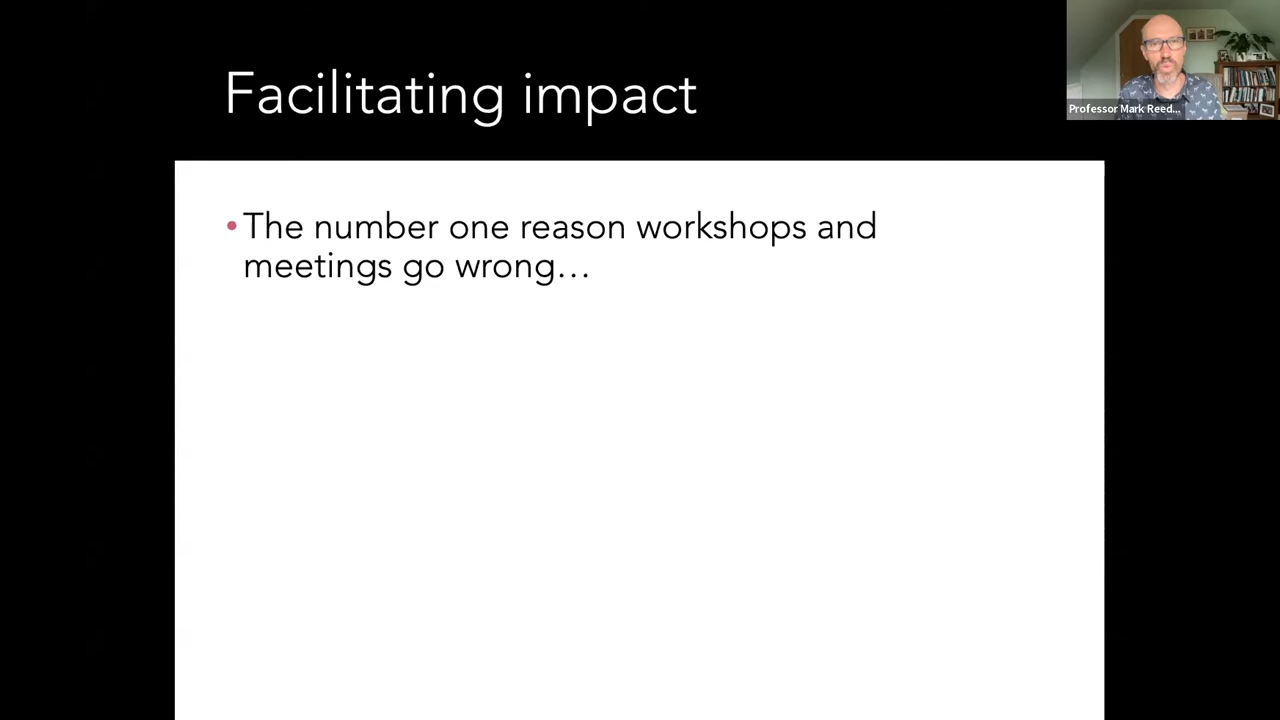 Facilitating impact
Professor Mark Reed...
• The number one reason workshops and
meetings go wrong…